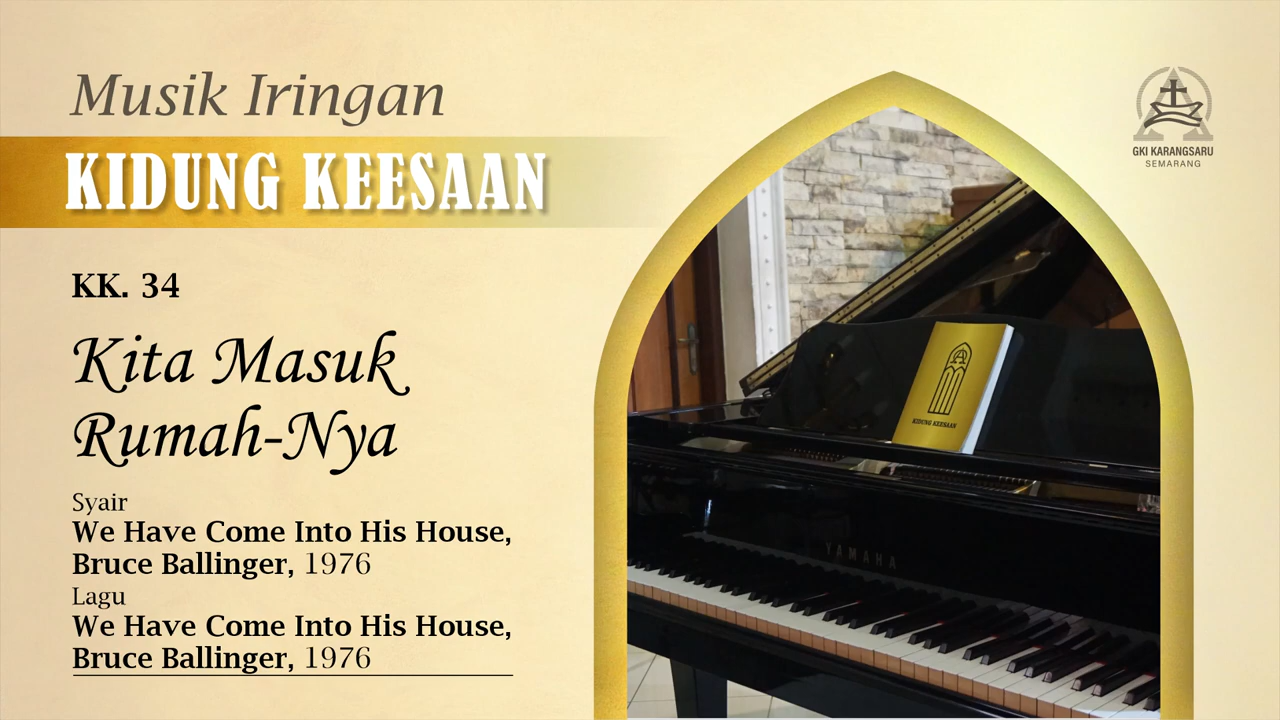 Musik Iringan
KIDUNG KEESAAN
KK. 34
Kita Masuk
Rumah-Nya
Syair
We Have Come Into His House,
Bruce Ballinger, 1976
Lagu
We Have Come Into His House,
Bruce Ballinger, 1976
GKI KARANGSARU
SEMARANG
KIDUNG KEESAAN
YAMAHA